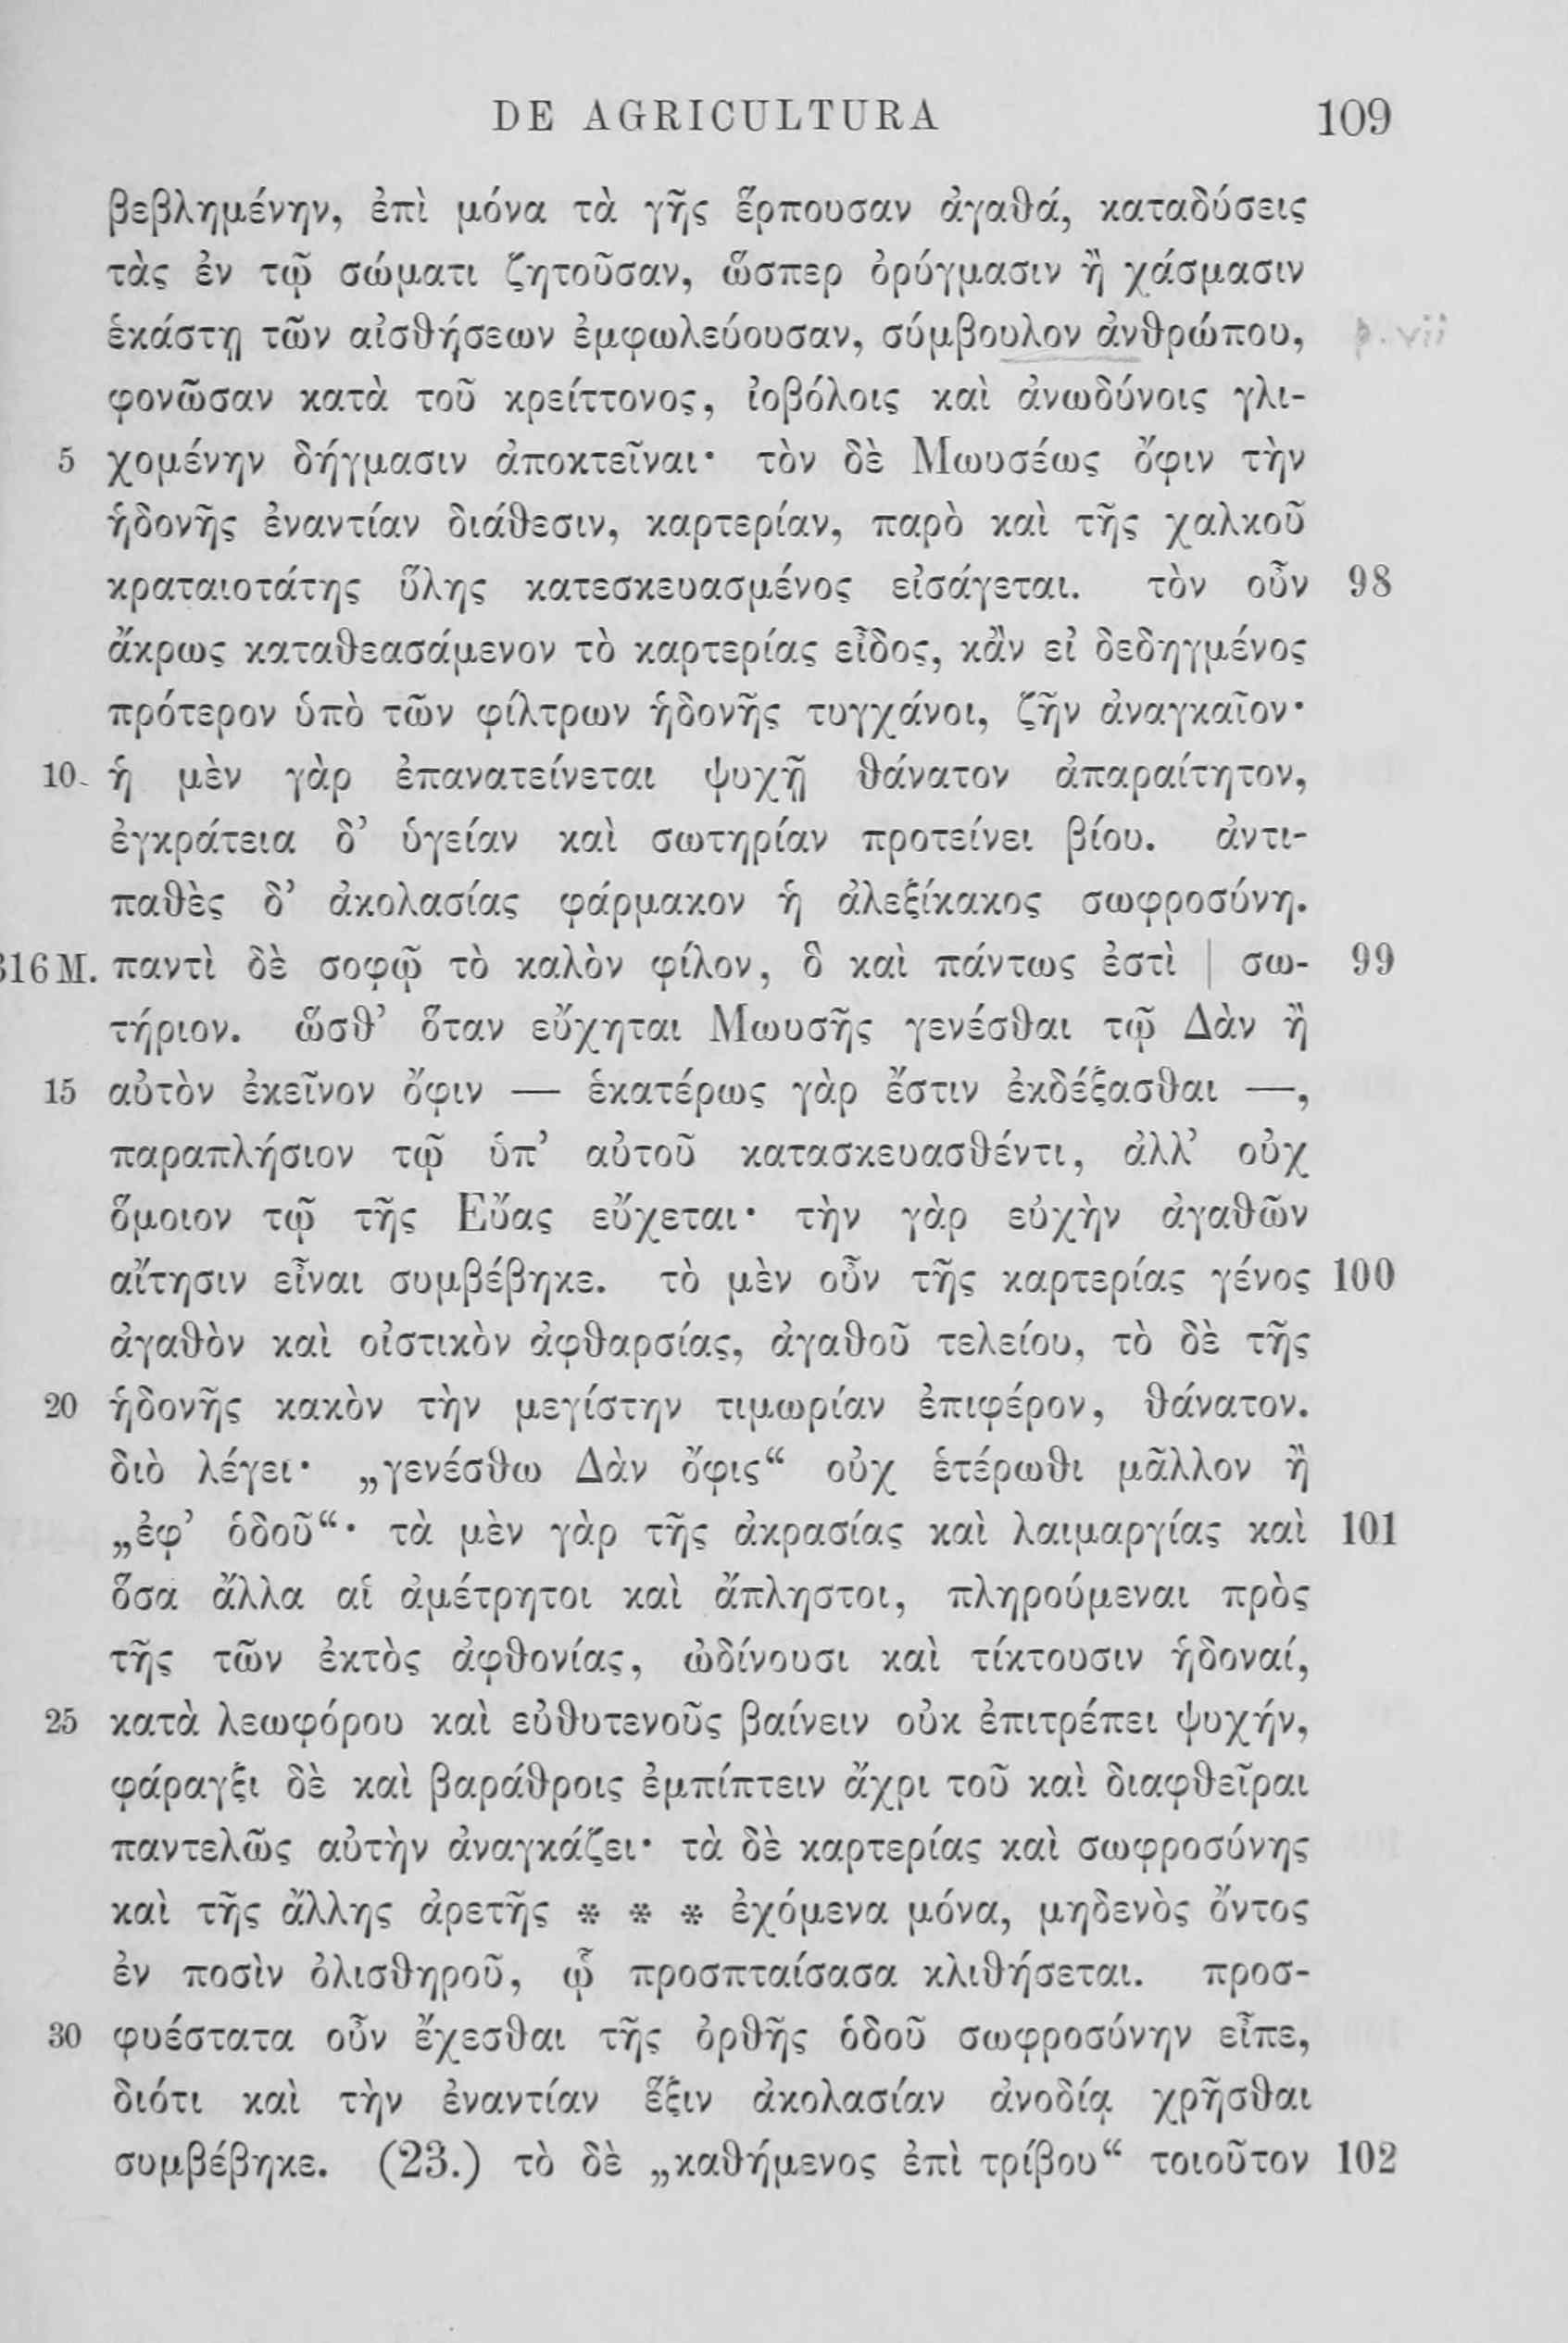 DE AGRICULTURA 109
βεβλημένην, ἐπὶ μόνα τὰ γῆς ἕρπουσαν ἀγαθά, καταδύσεις
τὰς ἐν τῷ σώματι ζητοῦσαν, ὥσπερ ὀρύγμασιν ἢ χάσμασιν
ἑκάστῃ τῶν αἰσθήσεων ἐμφωλεύουσαν, σύμβουλον ἀνθρώπου, p. vii
φονῶσαν κατὰ τοῦ κρείττονος, ἰοβόλοις καὶ ἀνωδύνοις γλι-
5 χομένην δήγμασιν ἀποκτεῖναι· τὸν δὲ Μωυσέως ὄφιν τὴν
ἡδονῆς ἐναντίαν διάθεσιν, καρτερίαν, παρὸ καὶ τῆς χαλκοῦ
κραταιοτάτης ὕλης κατεσκευασμένος εἰσάγεται. τὸν οὖν 98
ἄκρως καταθεασάμενον τὸ καρτερίας εἶδος, κἂν εἰ δεδηγμένος
πρότερον ὑπὸ τῶν φίλτρων ἡδονῆς τυγχάνοι, ζῆν ἀναγκαῖον·
10 ἡ μὲν γὰρ ἐπανατείνεται ψυχῇ θάνατον ἀπαραίτητον,
ἐγκράτεια δ’ ὑγείαν καὶ σωτηρίαν προτείνει βίου. ἀντι-
παθὲς δ’ ἀκολασίας φάρμακον ἡ ἀλεξίκακος σωφροσύνη.
316 M. παντὶ δὲ σοφῷ τὸ καλὸν φίλον, ὃ καὶ πάντως ἐστὶ | σω- 99
τήριον. ὥσθ’ ὅταν εὔχηται Μωυσῆς γενέσθαι τῷ Δὰν ἢ
15 αὐτὸν ἐκεῖνον ὄφιν — ἑκατέρως γὰρ ἔστιν ἐκδέξασθαι —,
παραπλήσιον τῷ ὑπ’ αὐτοῦ κατασκευασθέντι, ἀλλ’ οὐχ
ὅμοιον τῷ τῆς Εὔας εὔχεται· τὴν γὰρ εὐχὴν ἀγαθῶν
αἴτησιν εἶναι συμβέβηκε. τὸ μὲν οὖν τῆς καρτερίας γένος 100
ἀγαθὸν καὶ οἰστικὸν ἀφθαρσίας, ἀγαθοῦ τελείου, τὸ δὲ τῆς
20 ἡδονῆς κακὸν τὴν μεγίστην τιμωρίαν ἐπιφέρον, θάνατον.
διὸ λέγει· „γενέσθω Δὰν ὄφις“ οὐχ ἑτέρωθι μᾶλλον ἢ
„ἐφ’ ὁδοῦ“· τὰ μὲν γὰρ τῆς ἀκρασίας καὶ λαιμαργίας καὶ 101
ὅσα ἄλλα αἱ ἀμέτρητοι καὶ ἄπληστοι, πληρούμεναι πρὸς
τῆς τῶν ἐκτὸς ἀφθονίας, ὠδίνουσι καὶ τίκτουσιν ἡδοναί,
25 κατὰ λεωφόρου καὶ εὐθυτενοῦς βαίνειν οὐκ ἐπιτρέπει ψυχήν,
φάραγξι δὲ καὶ βαράθροις ἐμπίπτειν ἄχρι τοῦ καὶ διαφθεῖραι
παντελῶς αὐτὴν ἀναγκάζει· τὰ δὲ καρτερίας καὶ σωφροσύνης
καὶ τῆς ἄλλης ἀρετῆς * * * ἐχόμενα μόνα, μηδενὸς ὄντος
ἐν ποσὶν ὀλισθηροῦ, ᾧ προσπταίσασα κλιθήσεται. προσ-
30 φυέστατα οὖν ἔχεσθαι τῆς ὀρθῆς ὁδοῦ σωφροσύνην εἶπε,
διότι καὶ τὴν ἐναντίαν ἕξιν ἀκολασίαν ἀνοδίᾳ χρῆσθαι
συμβέβηκε. (23.) τὸ δὲ „καθήμενος ἐπὶ τρίβου“ τοιοῦτον 102